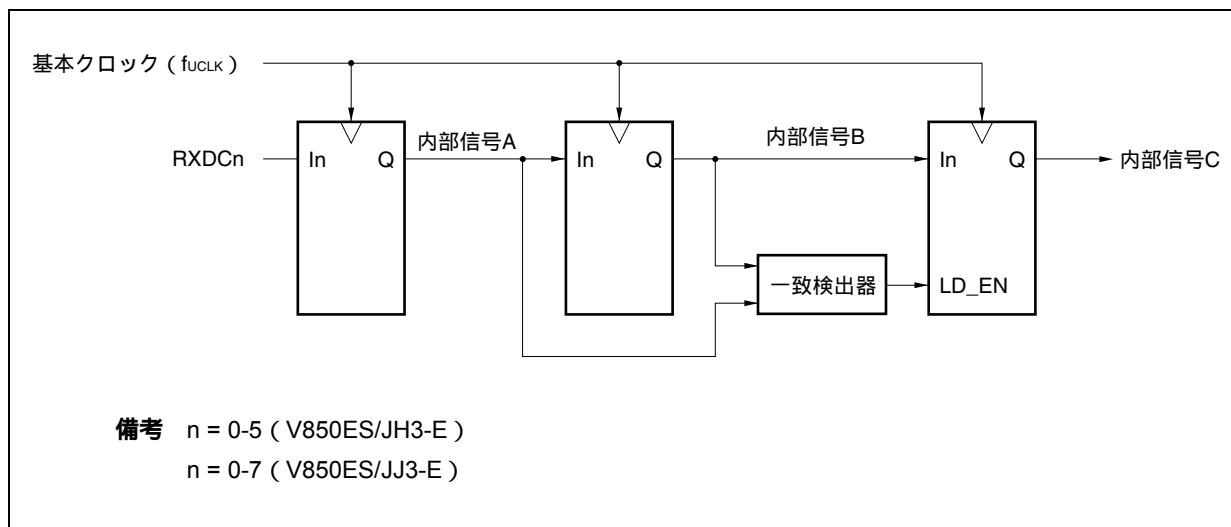 基本クロック（fUCLK）
RXDCn
In
Q
内部信号A
In
Q
内部信号B
In
Q
内部信号C
一致検出器
LD_EN
備考 n = 0-5（V850ES/JH3-E）
n = 0-7（V850ES/JJ3-E）